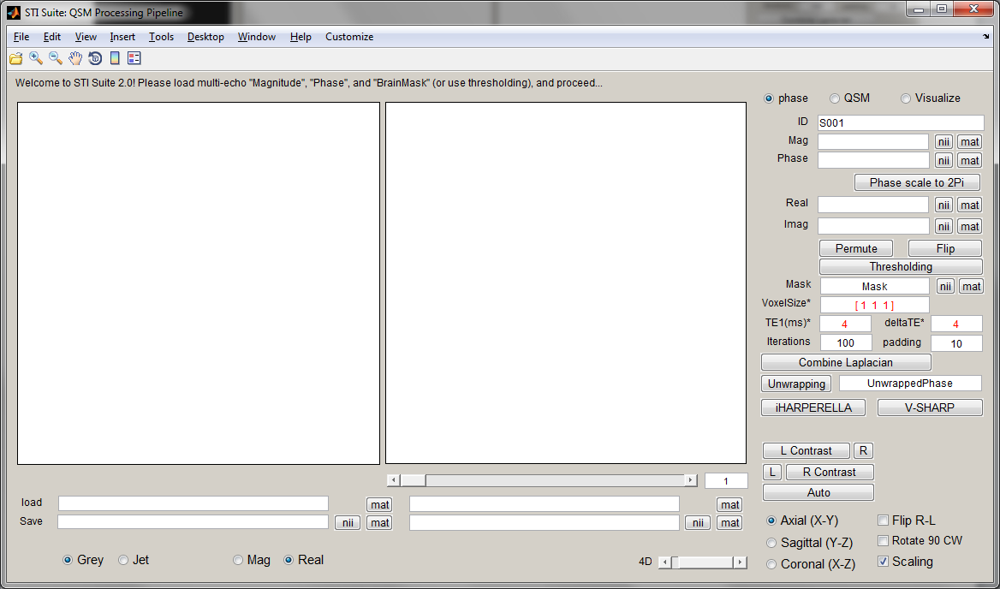 STI Suite: QSM Processing Pipeline
File Edit View Insert Tools Desktop Window Help Customize
Welcome to STI Suite 2.0! Please load multi-echo "Magnitude", "Phase", and "BrainMask" (or use thresholding), and proceed...
phase QSM Visualize
ID S001
Mag nii mat
Phase nii mat
Phase scale to 2Pi
Real nii mat
Imag nii mat
Permute Flip
Thresholding
Mask Mask nii mat
VoxelSize* [ 1 1 1 ]
TE1(ms)* 4 deltaTE* 4
Iterations 100 padding 10
Combine Laplacian
Unwrapping UnwrappedPhase
iHARPERELLA V-SHARP
L Contrast R
L R Contrast
Auto
1
load mat mat
Save nii mat nii mat
Grey Jet Mag Real 4D
Axial (X-Y) Flip R-L
Sagittal (Y-Z) Rotate 90 CW
Coronal (X-Z) Scaling